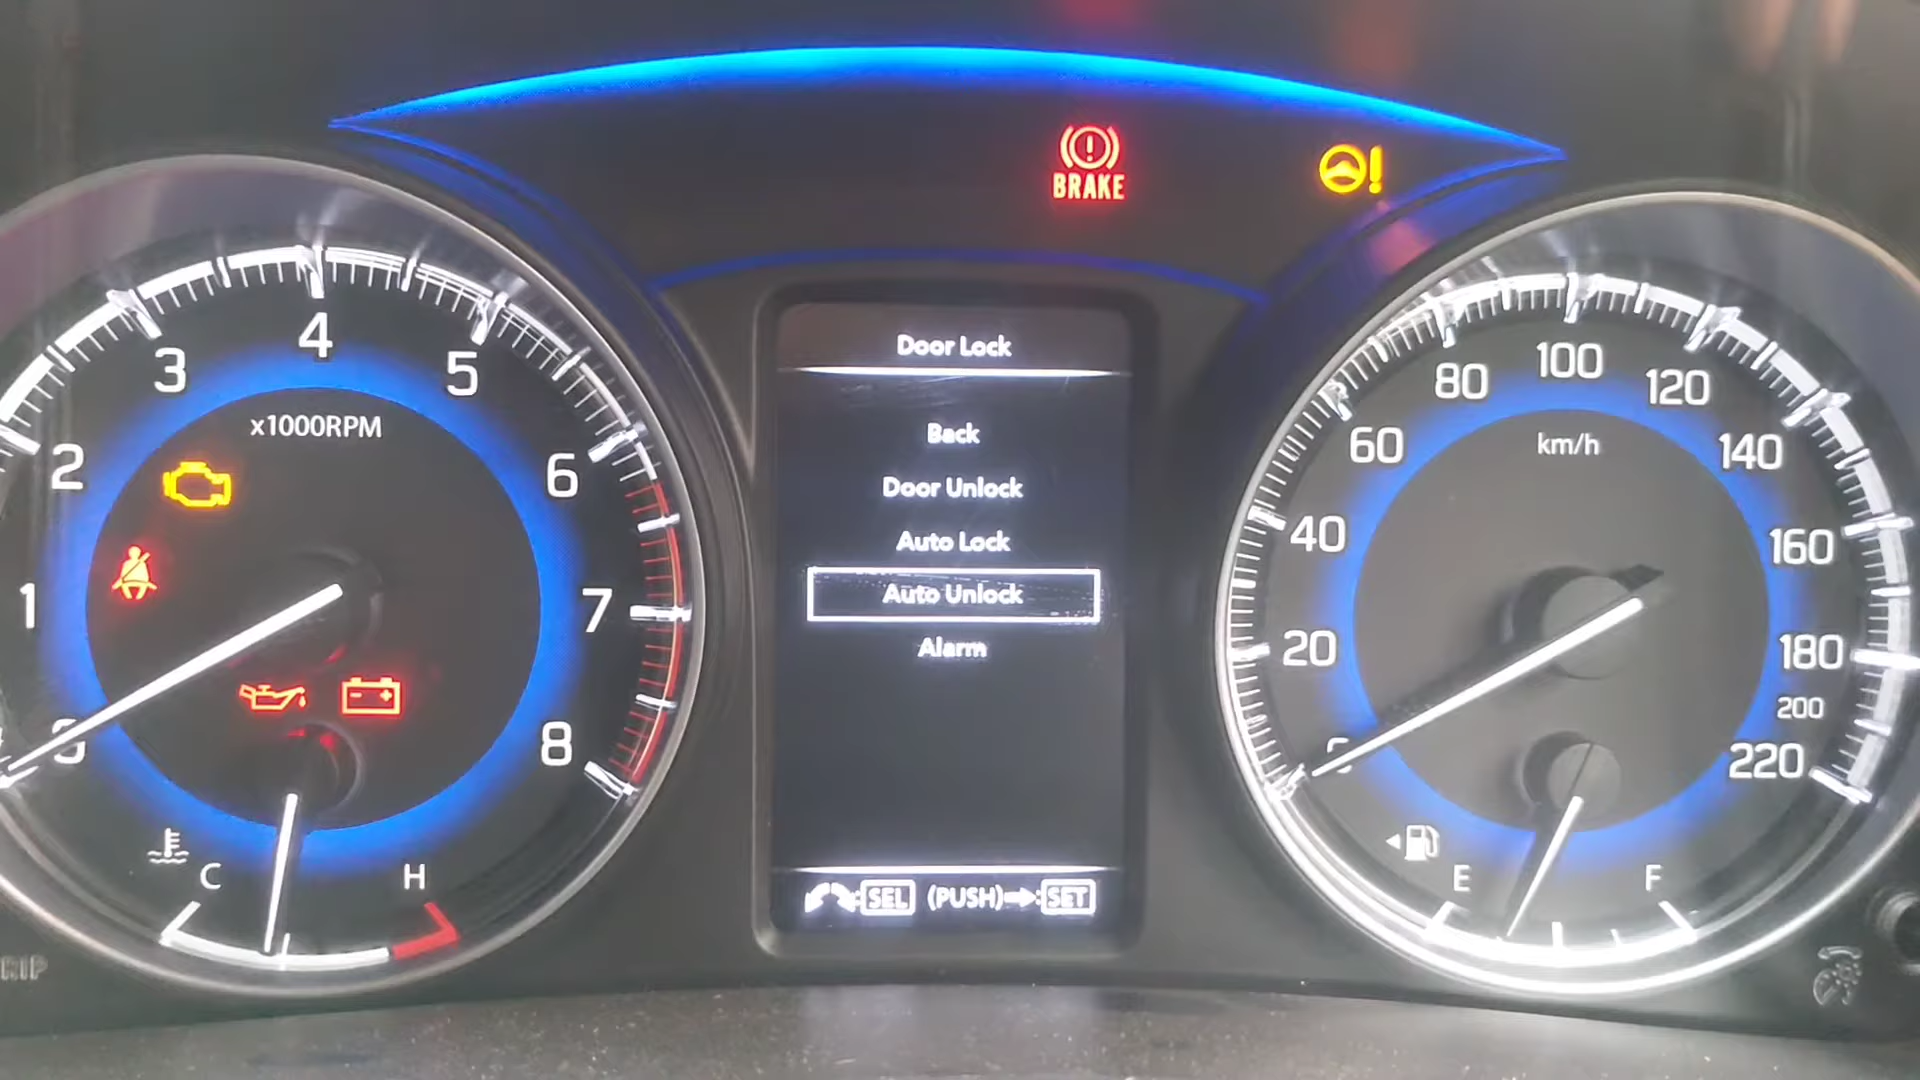 BRAKE
Door Lock
Back
Door Unlock
Auto Lock
Auto Unlock
Alarm
SEL (PUSH) SET
x1000RPM
0
1
2
3
4
5
6
7
8
C H
km/h
20
40
60
80
100
120
140
160
180
200
220
E F